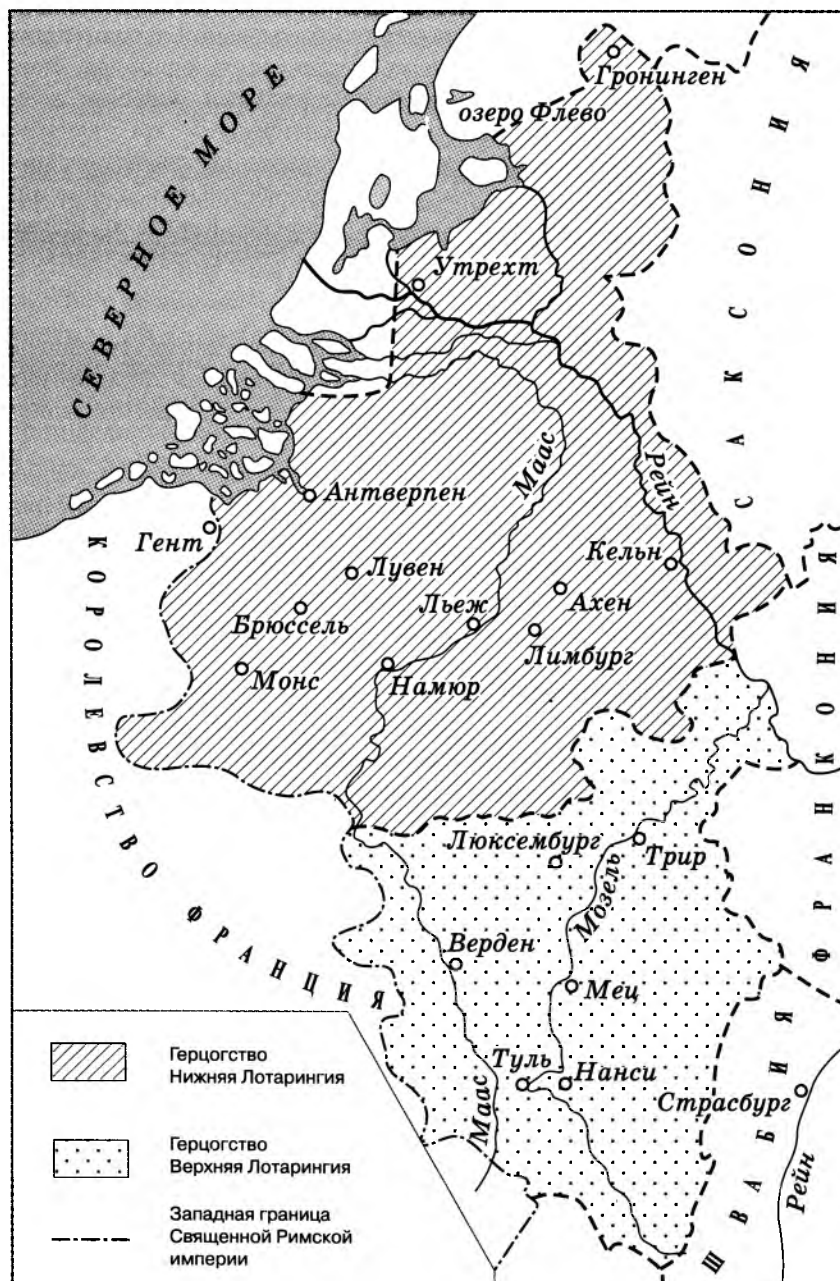 СЕВЕРНОЕ МОРЕ
Гронинген
озеро Флево
САКСОНИЯ
Утрехт
Маас
Рейн
Антверпен
Гент
Лувен
Кельн
Ахен
Льеж
Брюссель
Лимбург
Монс
Намюр
КОРОЛЕВСТВО ФРАНЦИЯ
ФРАНКОНИЯ
Люксембург
Трир
Мозель
Верден
Мец
Туль
Нанси
Маас
Страсбург
ШВАБИЯ
Рейн
Герцогство
Нижняя Лотарингия
Герцогство
Верхняя Лотарингия
Западная граница
Священной Римской
империи